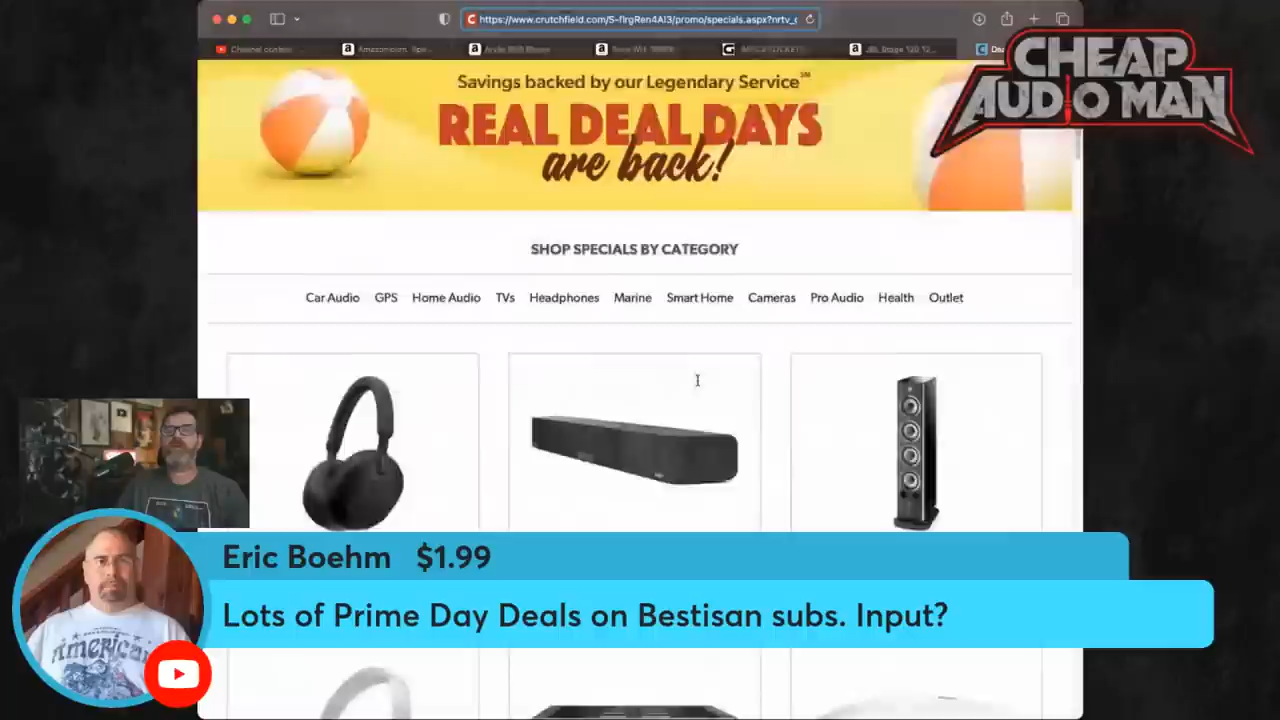 https://www.crutchfield.com/S-fIrgRen4AI3/promo/specials.aspx?nrtv_c
CHEAP
AUDIO MAN
Savings backed by our Legendary Service℠
REAL DEAL DAYS
are back!
SHOP SPECIALS BY CATEGORY
Car Audio GPS Home Audio TVs Headphones Marine Smart Home Cameras Pro Audio Health Outlet
Eric Boehm $1.99
Lots of Prime Day Deals on Bestisan subs. Input?
American